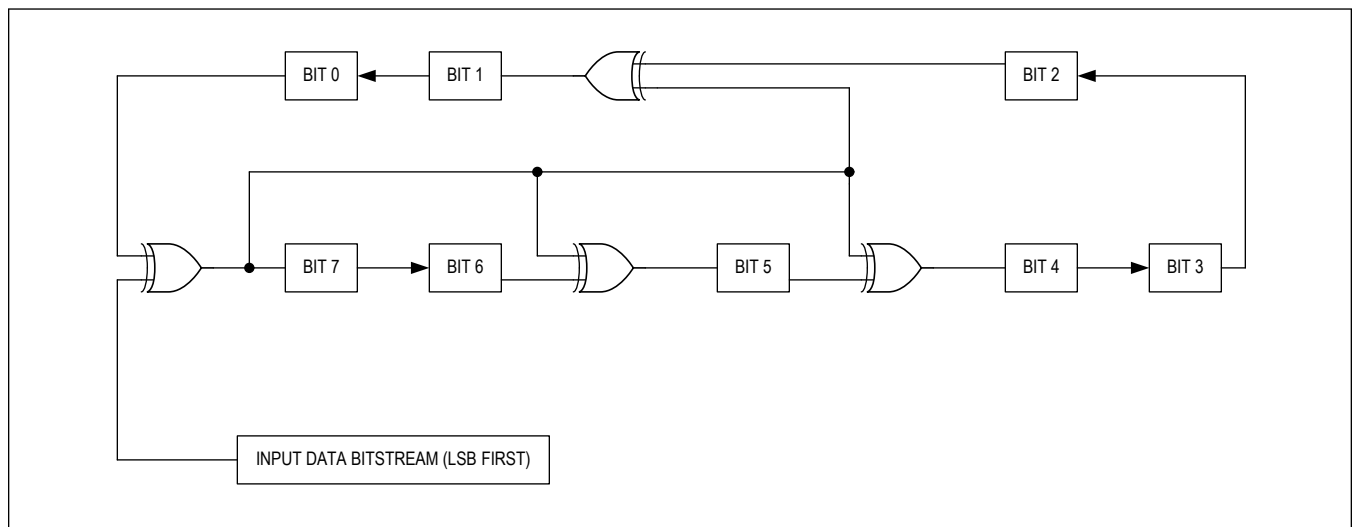 BIT 0
BIT 1
BIT 2
BIT 7
BIT 6
BIT 5
BIT 4
BIT 3
INPUT DATA BITSTREAM (LSB FIRST)